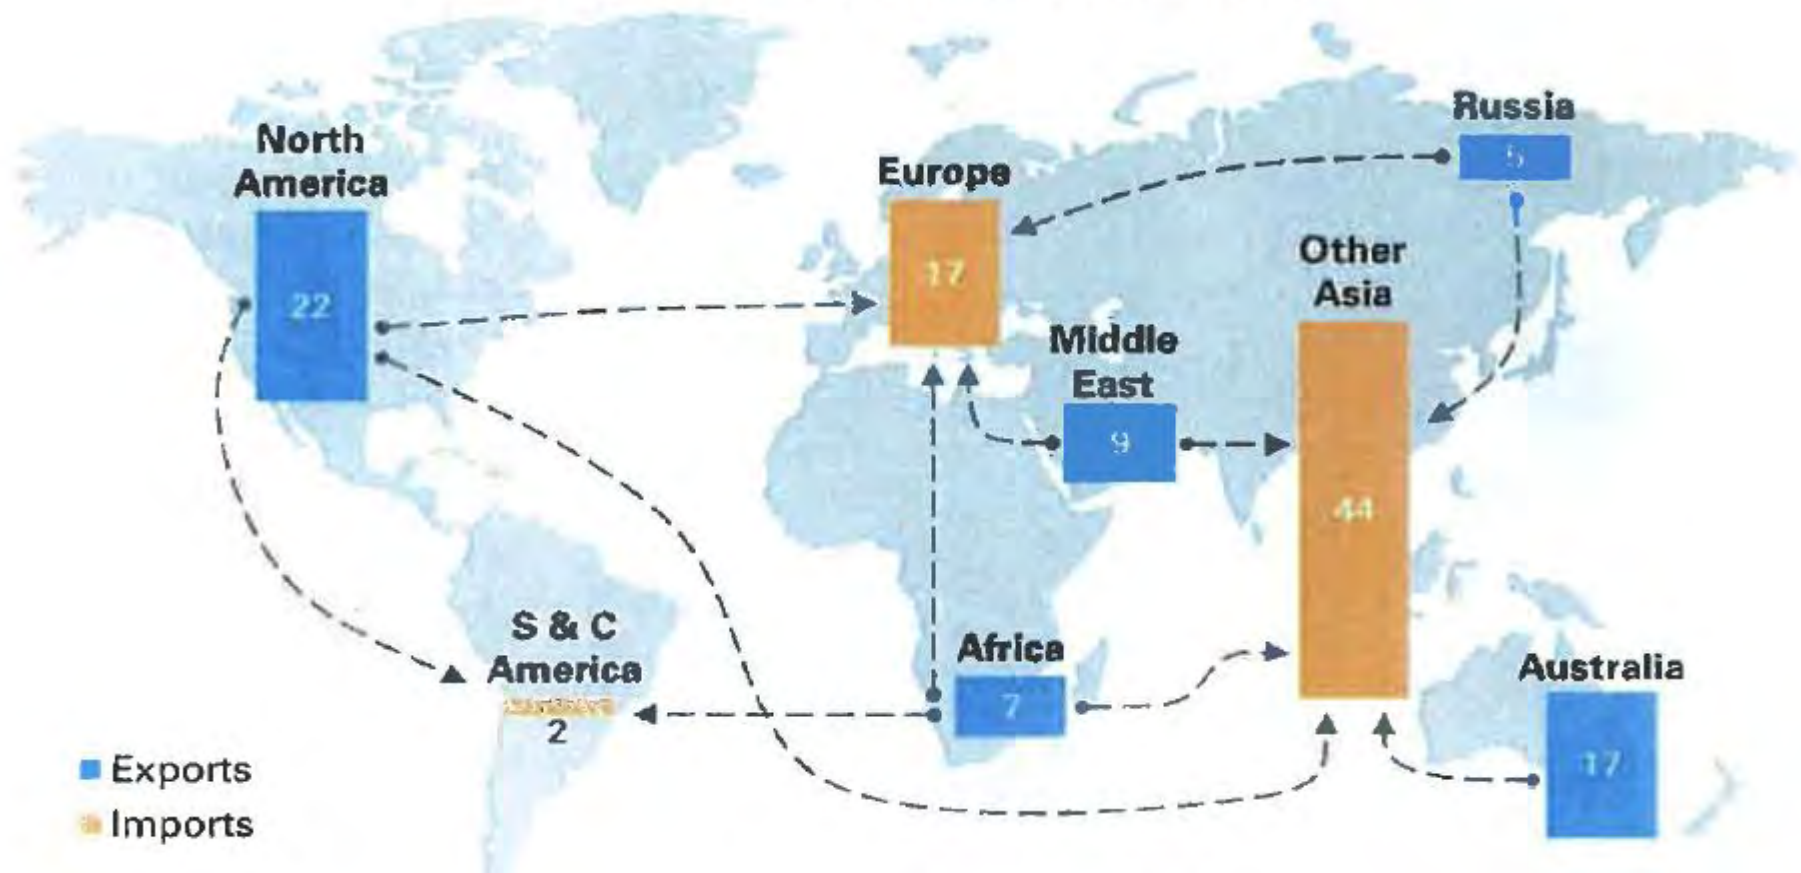 North
America
22
Europe
17
Russia
5
Other
Asia
44
Middle
East
9
S & C
America
2
Africa
7
Australia
17
Exports
Imports